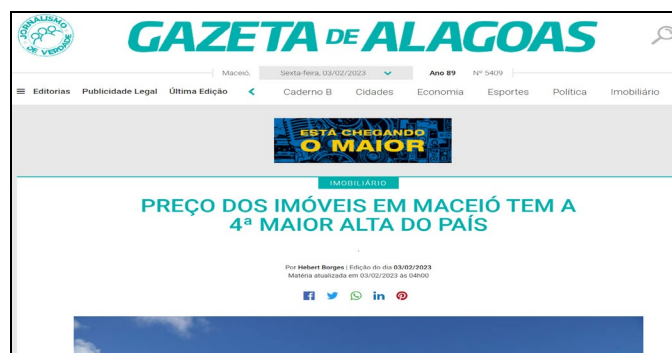 JORNALISMO
DE VERDADE
GAZETA DE ALAGOAS
Maceió, Sexta-feira, 03/02/2023 Ano 89 Nº 5409
Editorias Publicidade Legal Última Edição Caderno B Cidades Economia Esportes Política Imobiliário
ESTÁ CHEGANDO
O MAIOR
IMOBILIÁRIO
PREÇO DOS IMÓVEIS EM MACEIÓ TEM A
4ª MAIOR ALTA DO PAÍS
.
Por Hebert Borges | Edição do dia 03/02/2023
Matéria atualizada em 03/02/2023 às 04h00